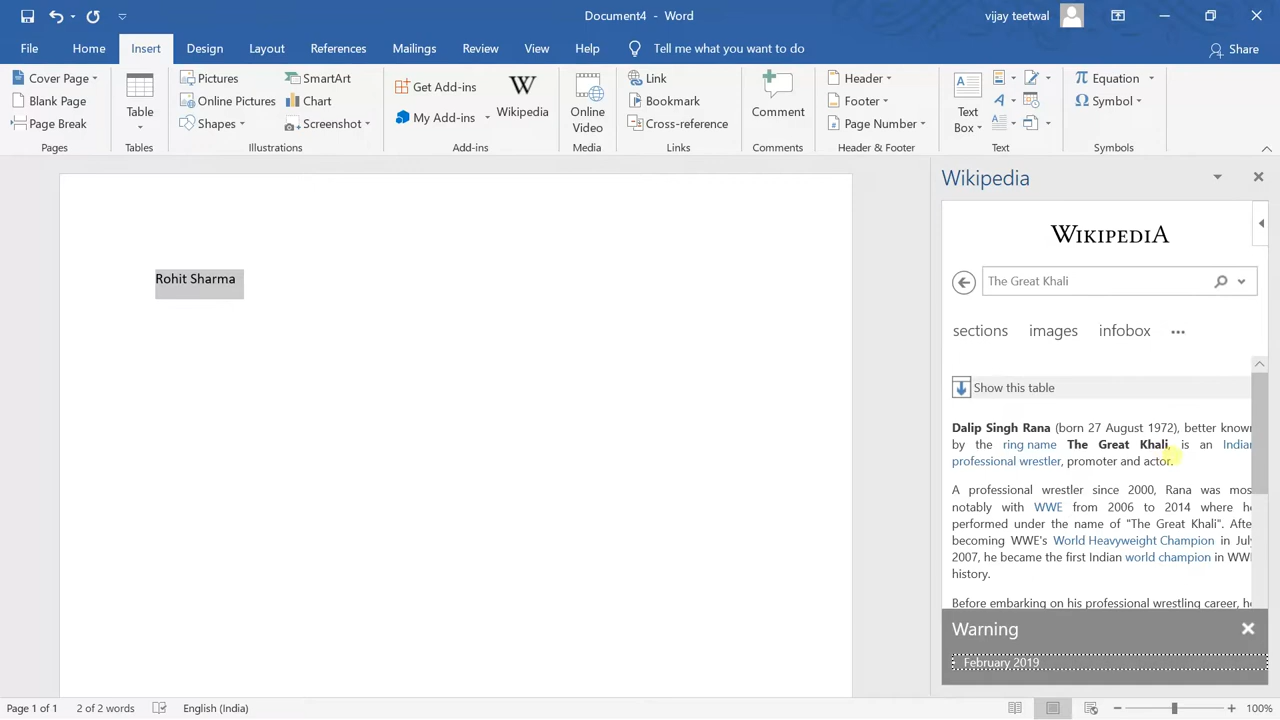 Document4 - Word
vijay teetwal
File Home Insert Design Layout References Mailings Review View Help Tell me what you want to do Share
Cover Page
Blank Page
Page Break
Pages
Table
Tables
Pictures
Online Pictures
Shapes
SmartArt
Chart
Screenshot
Illustrations
Get Add-ins
My Add-ins
W
Wikipedia
Add-ins
Online
Video
Media
Link
Bookmark
Cross-reference
Links
Comment
Comments
Header
Footer
Page Number
Header & Footer
Text
Box
Text
Equation
Symbol
Symbols
Rohit Sharma
Wikipedia
WIKIPEDIA
The Great Khali
sections images infobox ...
Show this table
Dalip Singh Rana (born 27 August 1972), better known
by the ring name The Great Khali, is an Indian
professional wrestler, promoter and actor.
A professional wrestler since 2000, Rana was most
notably with WWE from 2006 to 2014 where he
performed under the name of "The Great Khali". After
becoming WWE's World Heavyweight Champion in July
2007, he became the first Indian world champion in WWE
history.
Before embarking on his professional wrestling career, he
Warning
February 2019
Page 1 of 1 2 of 2 words English (India) 100%